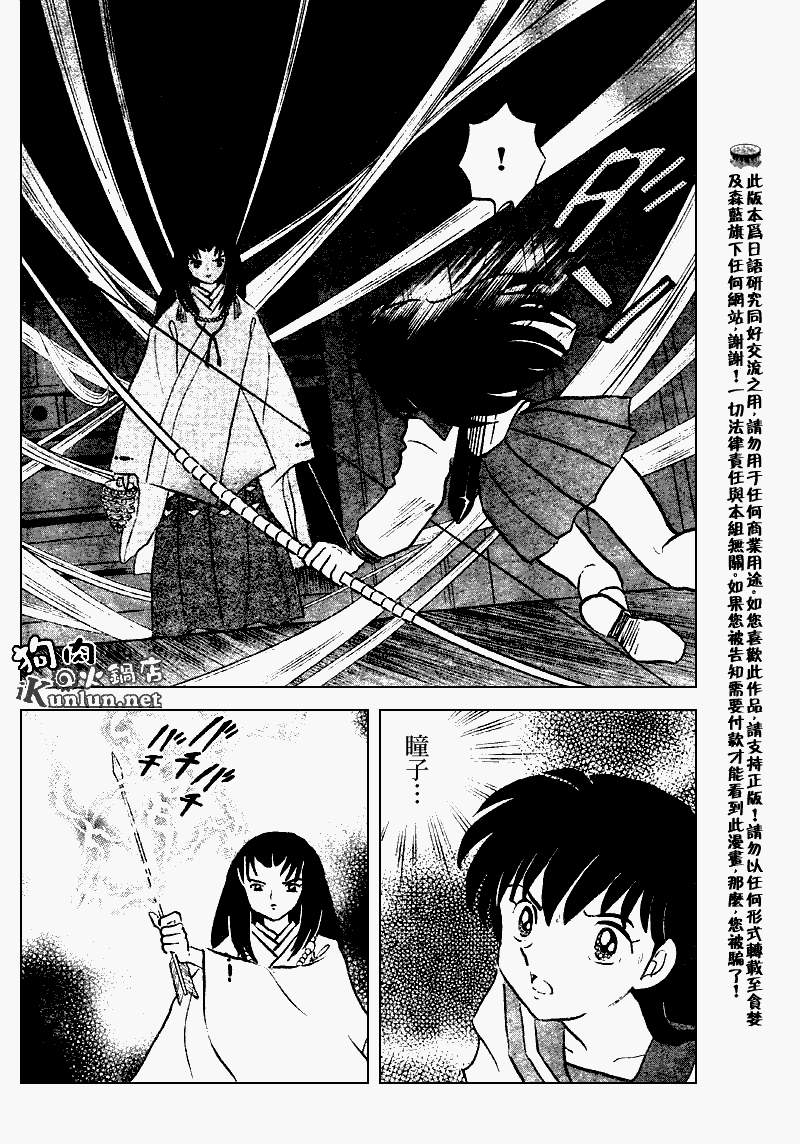 ！
ダダッ
瞳子…
バチ
バチ
バチ
狗肉の火鍋店
iKunlun.net
此版本爲日語研究同好交流之用，請勿用于任何商業用途。如您喜歡此作品，請支持正版！請勿以任何形式轉載至貪婪
及森藍旗下任何網站，謝謝！一切法律責任與本組無關。如果您被告知需要付款才能看到此漫畫，那麼，您被騙了！